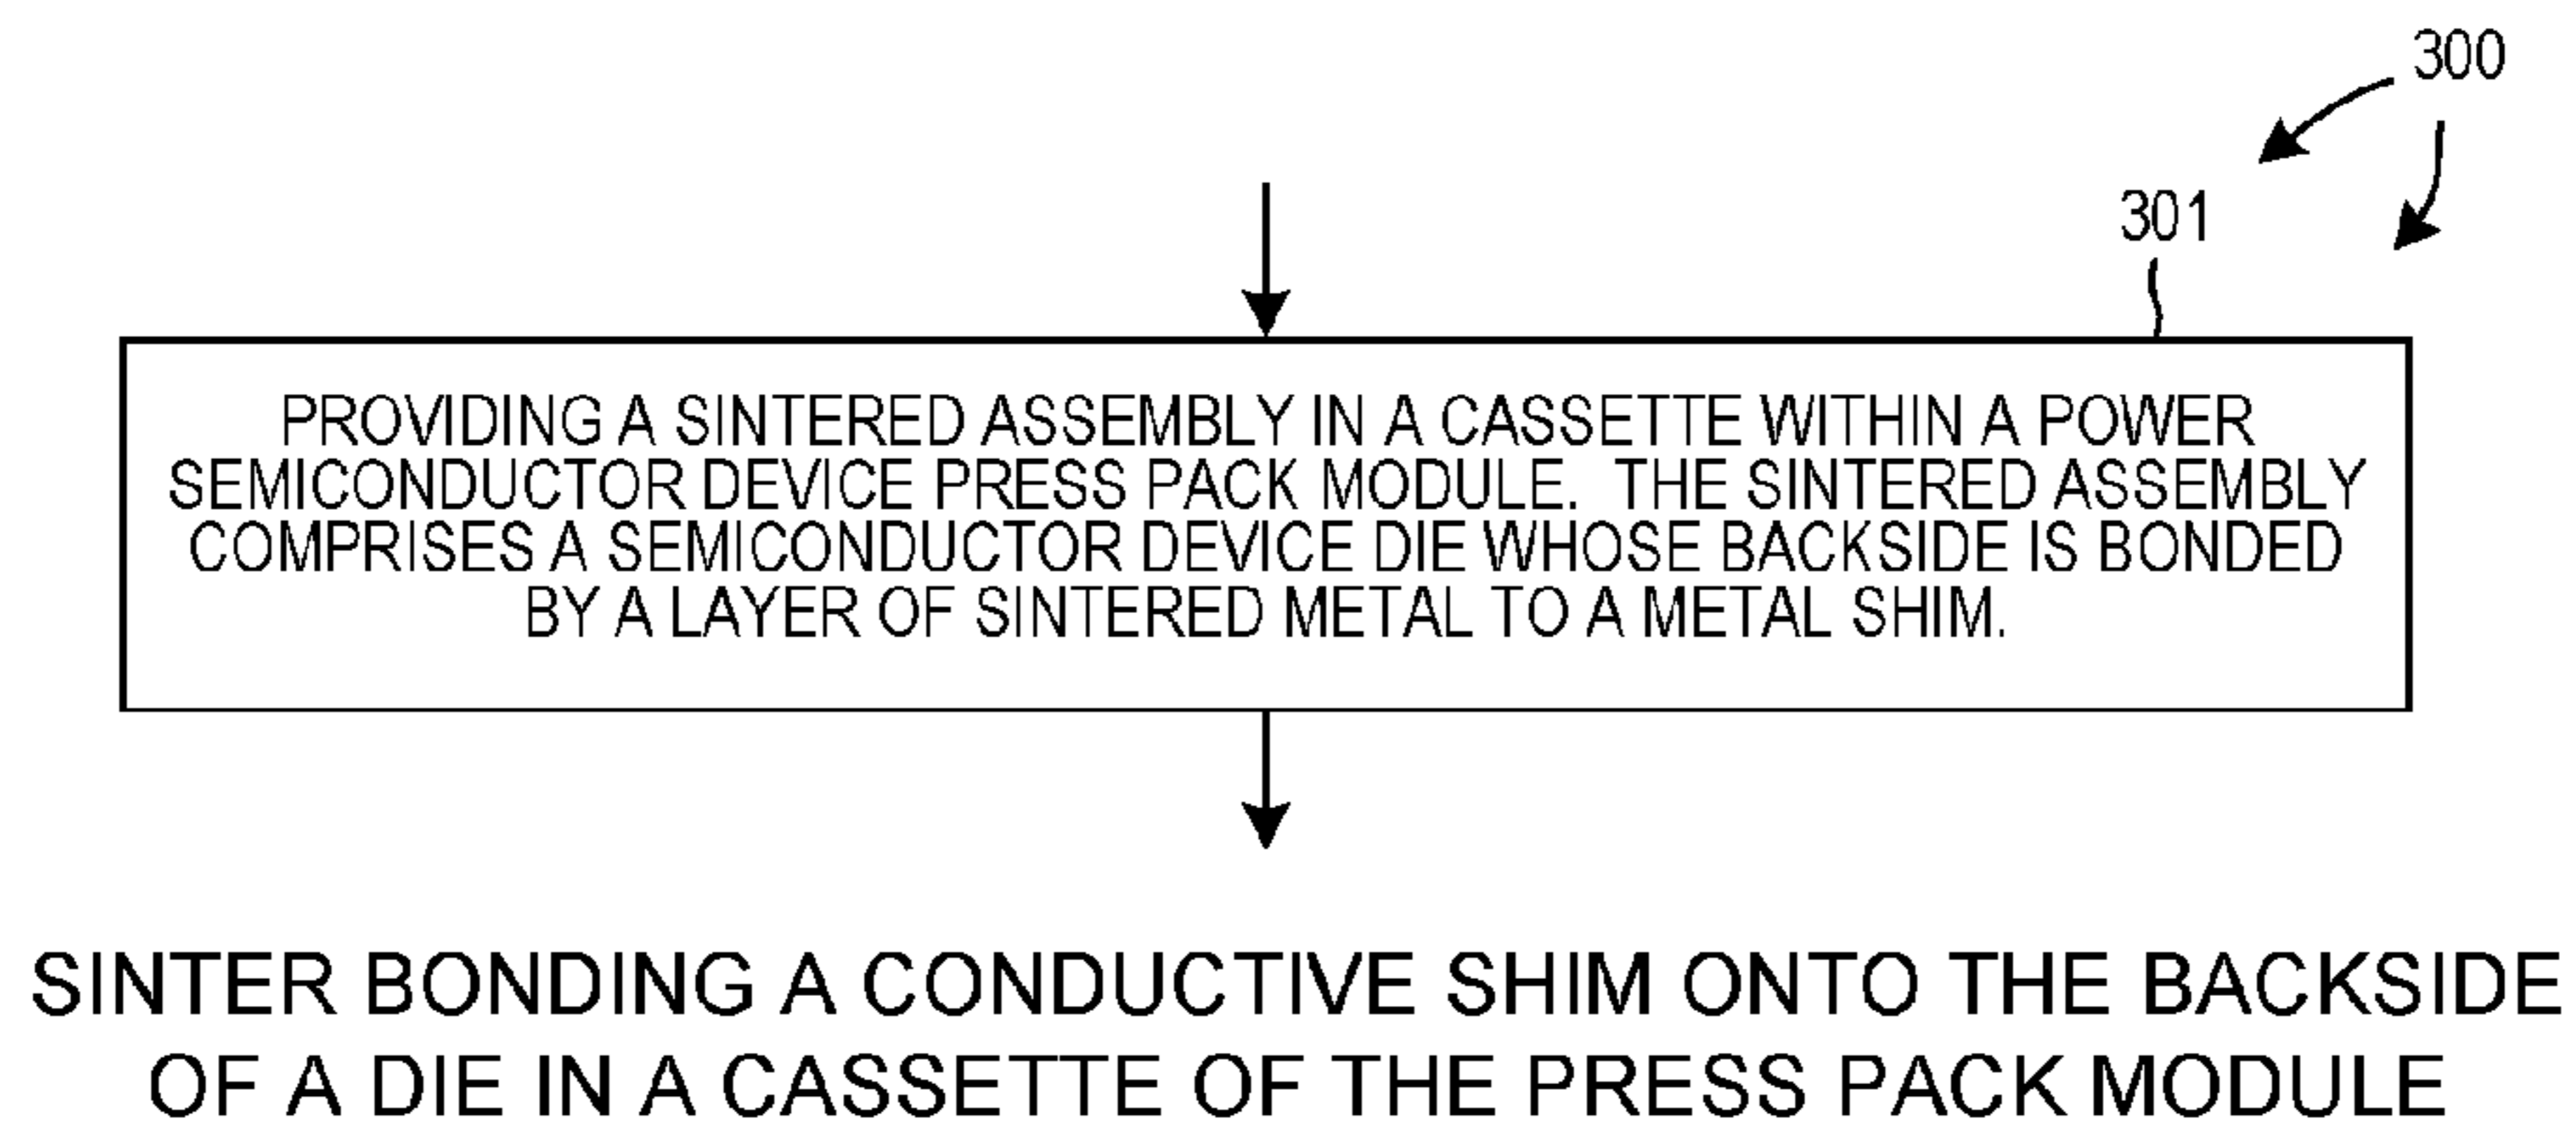 300
301
PROVIDING A SINTERED ASSEMBLY IN A CASSETTE WITHIN A POWER
SEMICONDUCTOR DEVICE PRESS PACK MODULE. THE SINTERED ASSEMBLY
COMPRISES A SEMICONDUCTOR DEVICE DIE WHOSE BACKSIDE IS BONDED
BY A LAYER OF SINTERED METAL TO A METAL SHIM.
SINTER BONDING A CONDUCTIVE SHIM ONTO THE BACKSIDE
OF A DIE IN A CASSETTE OF THE PRESS PACK MODULE